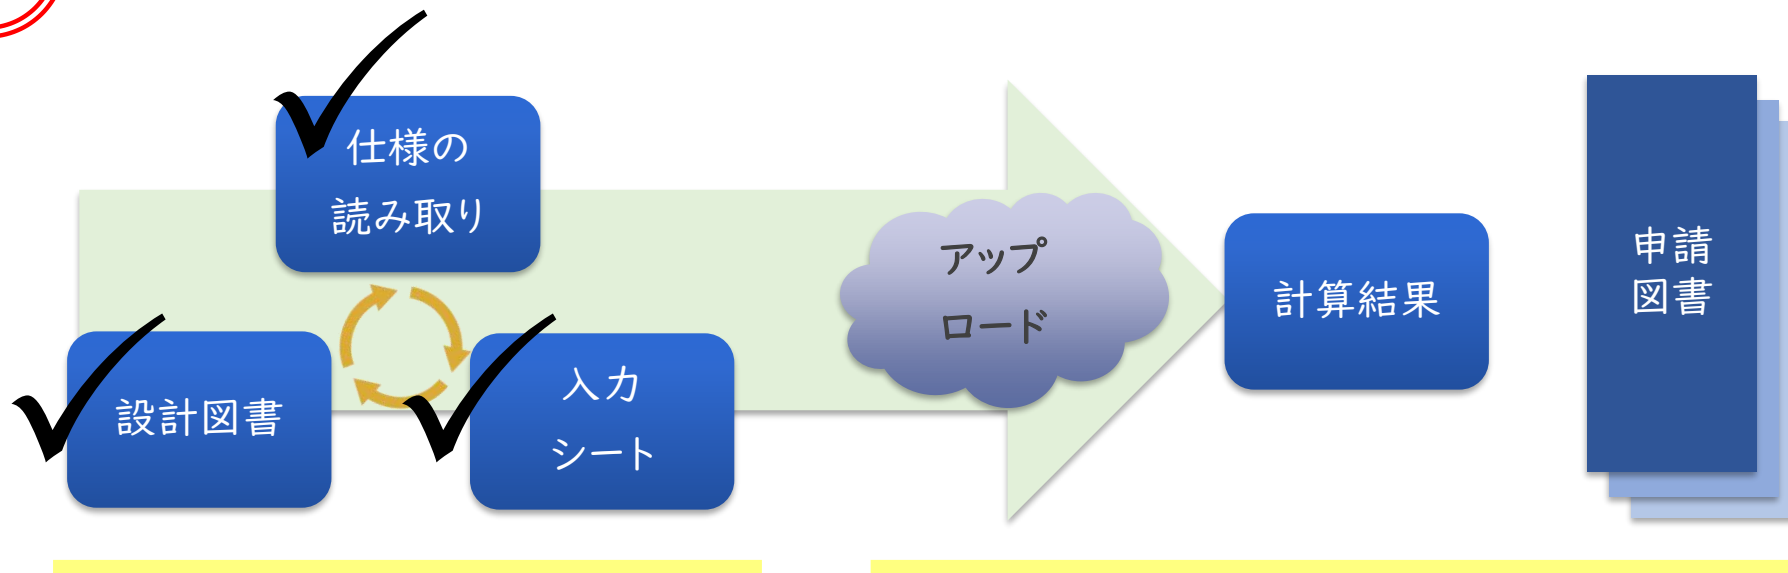 仕様の
読み取り
設計図書
入力
シート
アップ
ロード
計算結果
申請
図書